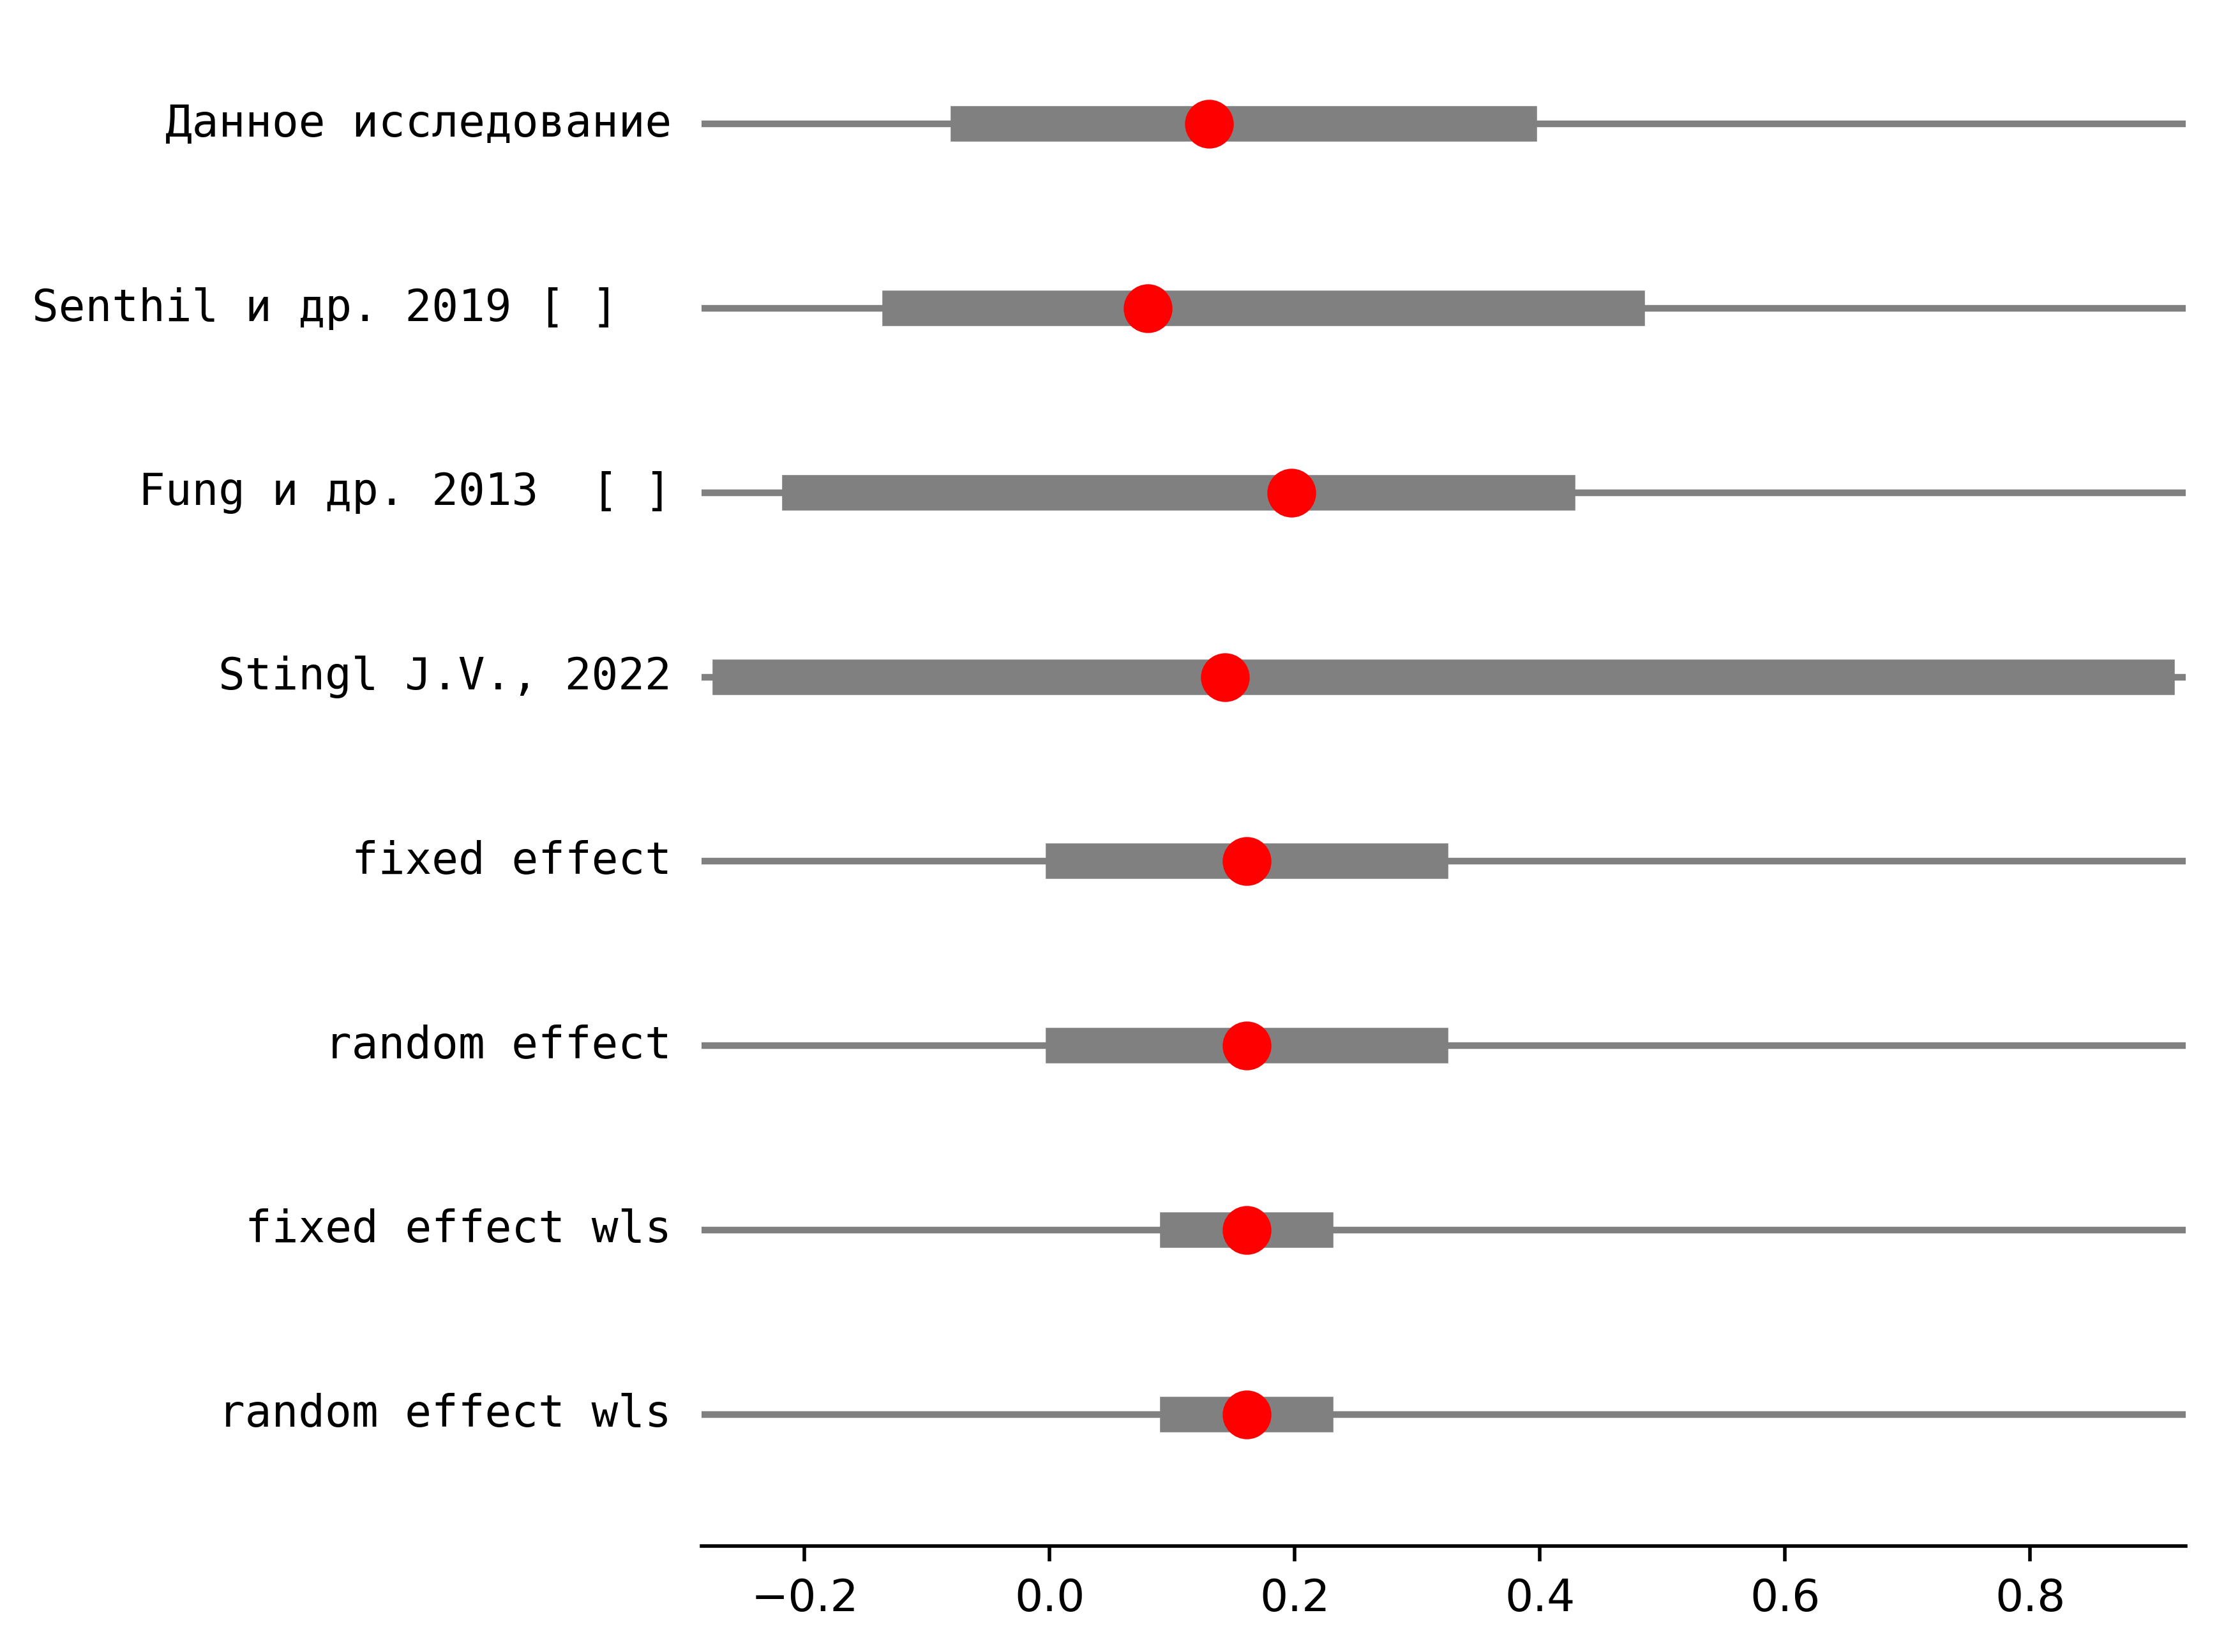 Данное исследование
Senthil и др. 2019 [ ]
Fung и др. 2013  [ ]
Stingl J.V., 2022
fixed effect
random effect
fixed effect wls
random effect wls
−0.2 0.0 0.2 0.4 0.6 0.8